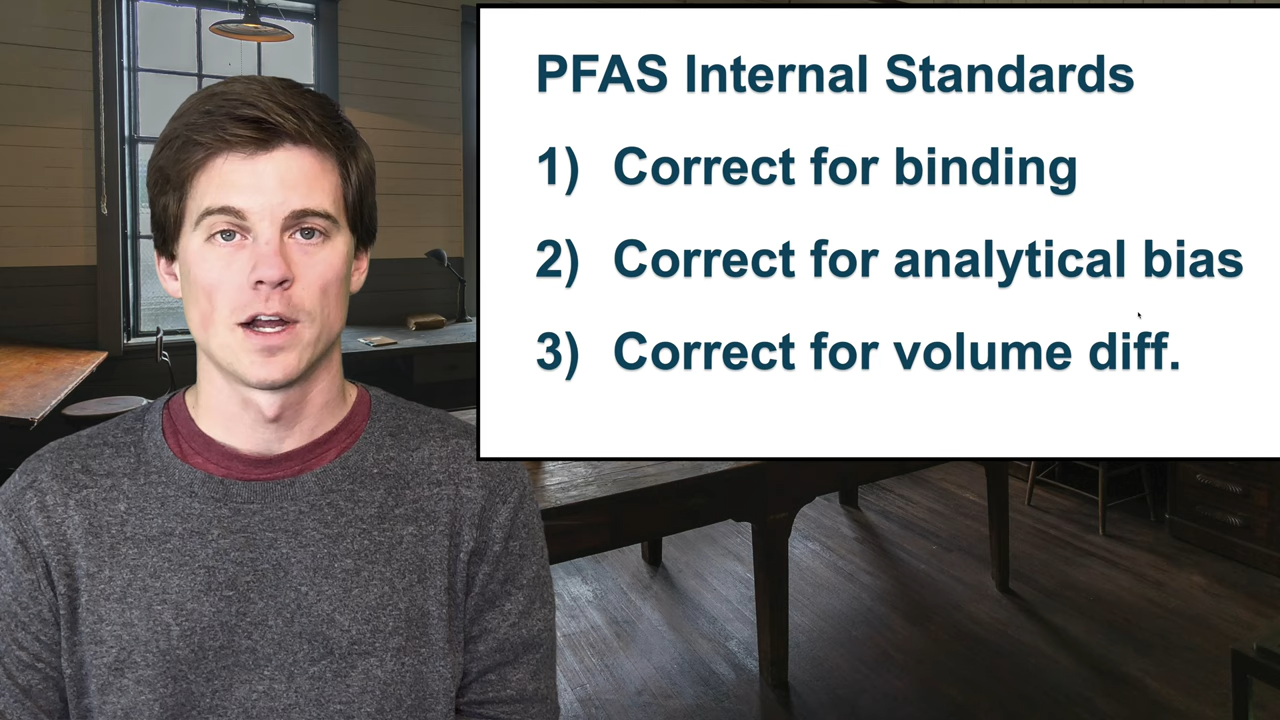 PFAS Internal Standards
1) Correct for binding
2) Correct for analytical bias
3) Correct for volume diff.